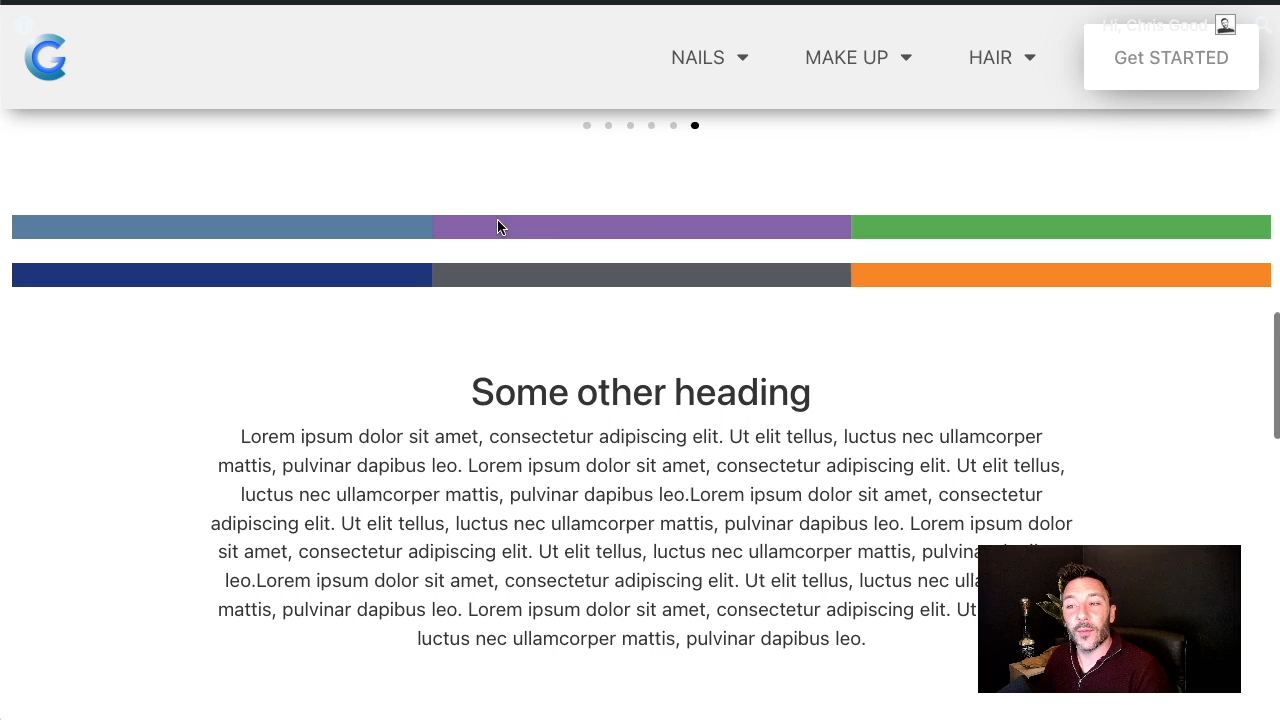 Hi, Chris Good
NAILS
MAKE UP
HAIR
Get STARTED
Some other heading
Lorem ipsum dolor sit amet, consectetur adipiscing elit. Ut elit tellus, luctus nec ullamcorper
mattis, pulvinar dapibus leo. Lorem ipsum dolor sit amet, consectetur adipiscing elit. Ut elit tellus,
luctus nec ullamcorper mattis, pulvinar dapibus leo.Lorem ipsum dolor sit amet, consectetur
adipiscing elit. Ut elit tellus, luctus nec ullamcorper mattis, pulvinar dapibus leo. Lorem ipsum dolor
sit amet, consectetur adipiscing elit. Ut elit tellus, luctus nec ullamcorper mattis,
leo.Lorem ipsum dolor sit amet, consectetur adipiscing elit. Ut elit tellus, luctus nec
mattis, pulvinar dapibus leo. Lorem ipsum dolor sit amet, consectetur adipiscing elit. Ut
luctus nec ullamcorper mattis, pulvinar dapibus leo.